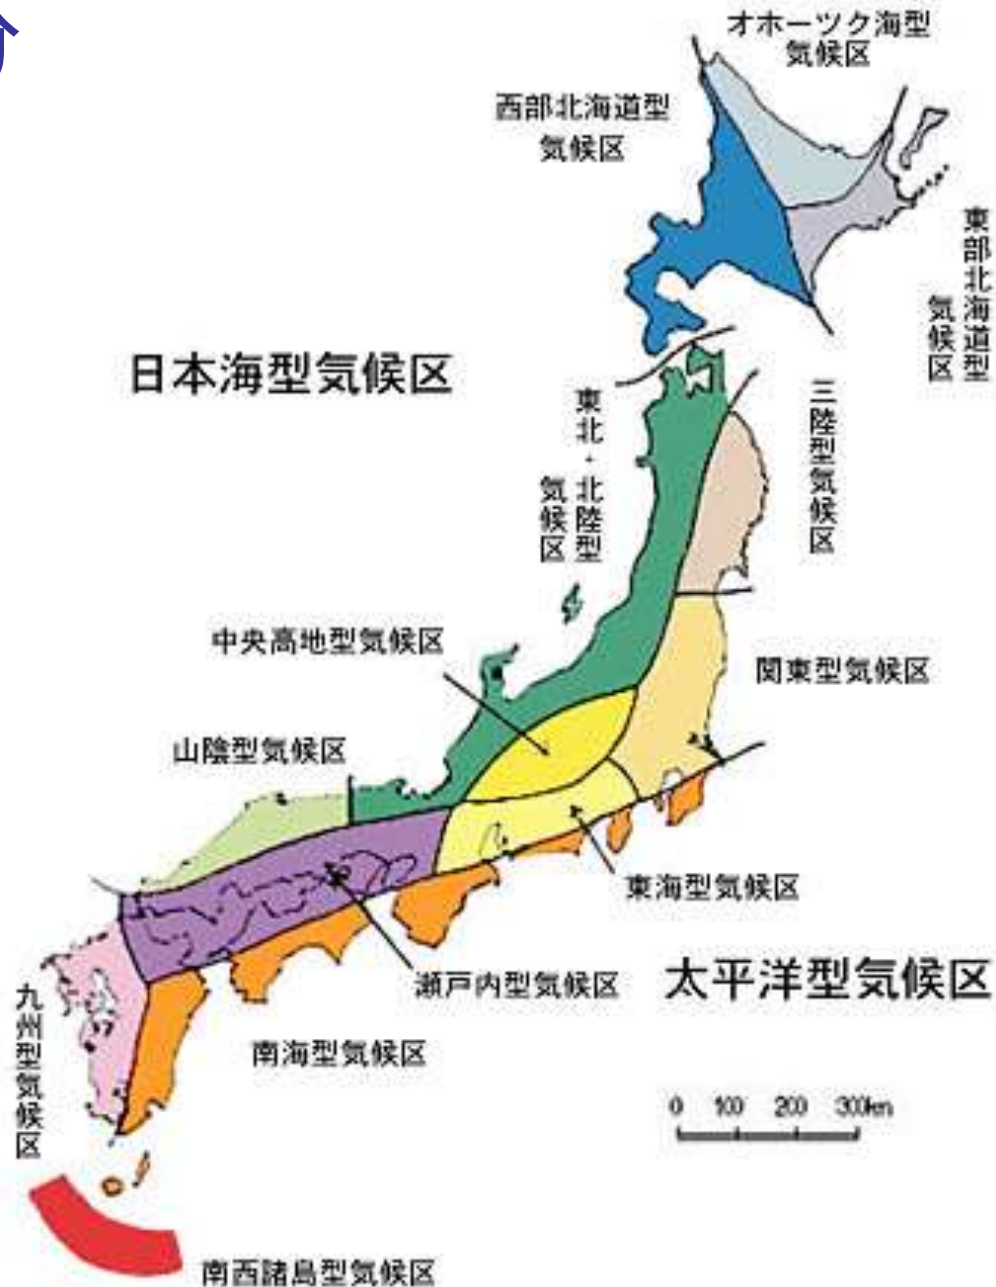 分
オホーツク海型
気候区
西部北海道型
気候区
東部北海道型
気候区
日本海型気候区
東北・北陸型
気候区
三陸型気候区
中央高地型気候区
関東型気候区
山陰型気候区
東海型気候区
瀬戸内型気候区
太平洋型気候区
九州型気候区
南海型気候区
0 100 200 300km
南西諸島型気候区